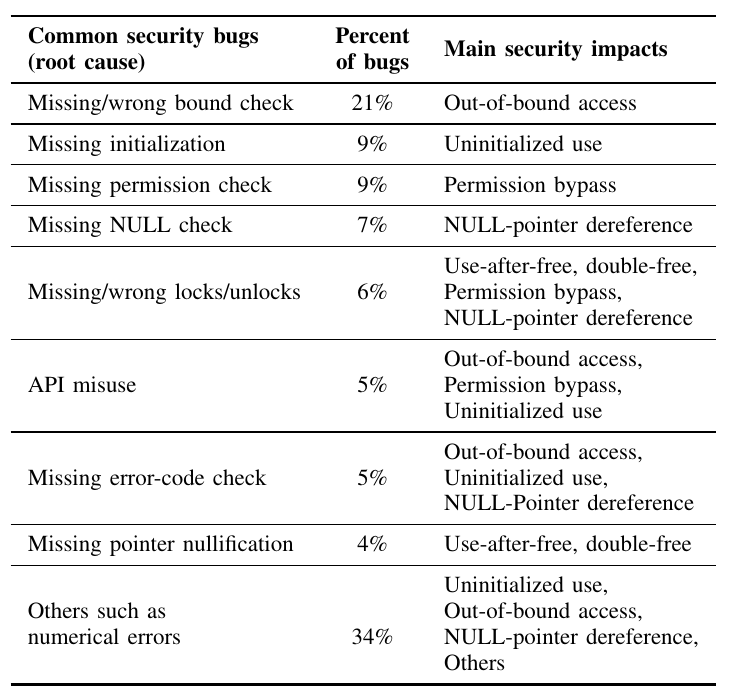 Common security bugs (root cause) Percent of bugs Main security impacts
Missing/wrong bound check 21% Out-of-bound access
Missing initialization 9% Uninitialized use
Missing permission check 9% Permission bypass
Missing NULL check 7% NULL-pointer dereference
Missing/wrong locks/unlocks 6% Use-after-free, double-free,
Permission bypass,
NULL-pointer dereference
API misuse 5% Out-of-bound access,
Permission bypass,
Uninitialized use
Missing error-code check 5% Out-of-bound access,
Uninitialized use,
NULL-Pointer dereference
Missing pointer nullification 4% Use-after-free, double-free
Others such as
numerical errors 34% Uninitialized use,
Out-of-bound access,
NULL-pointer dereference,
Others